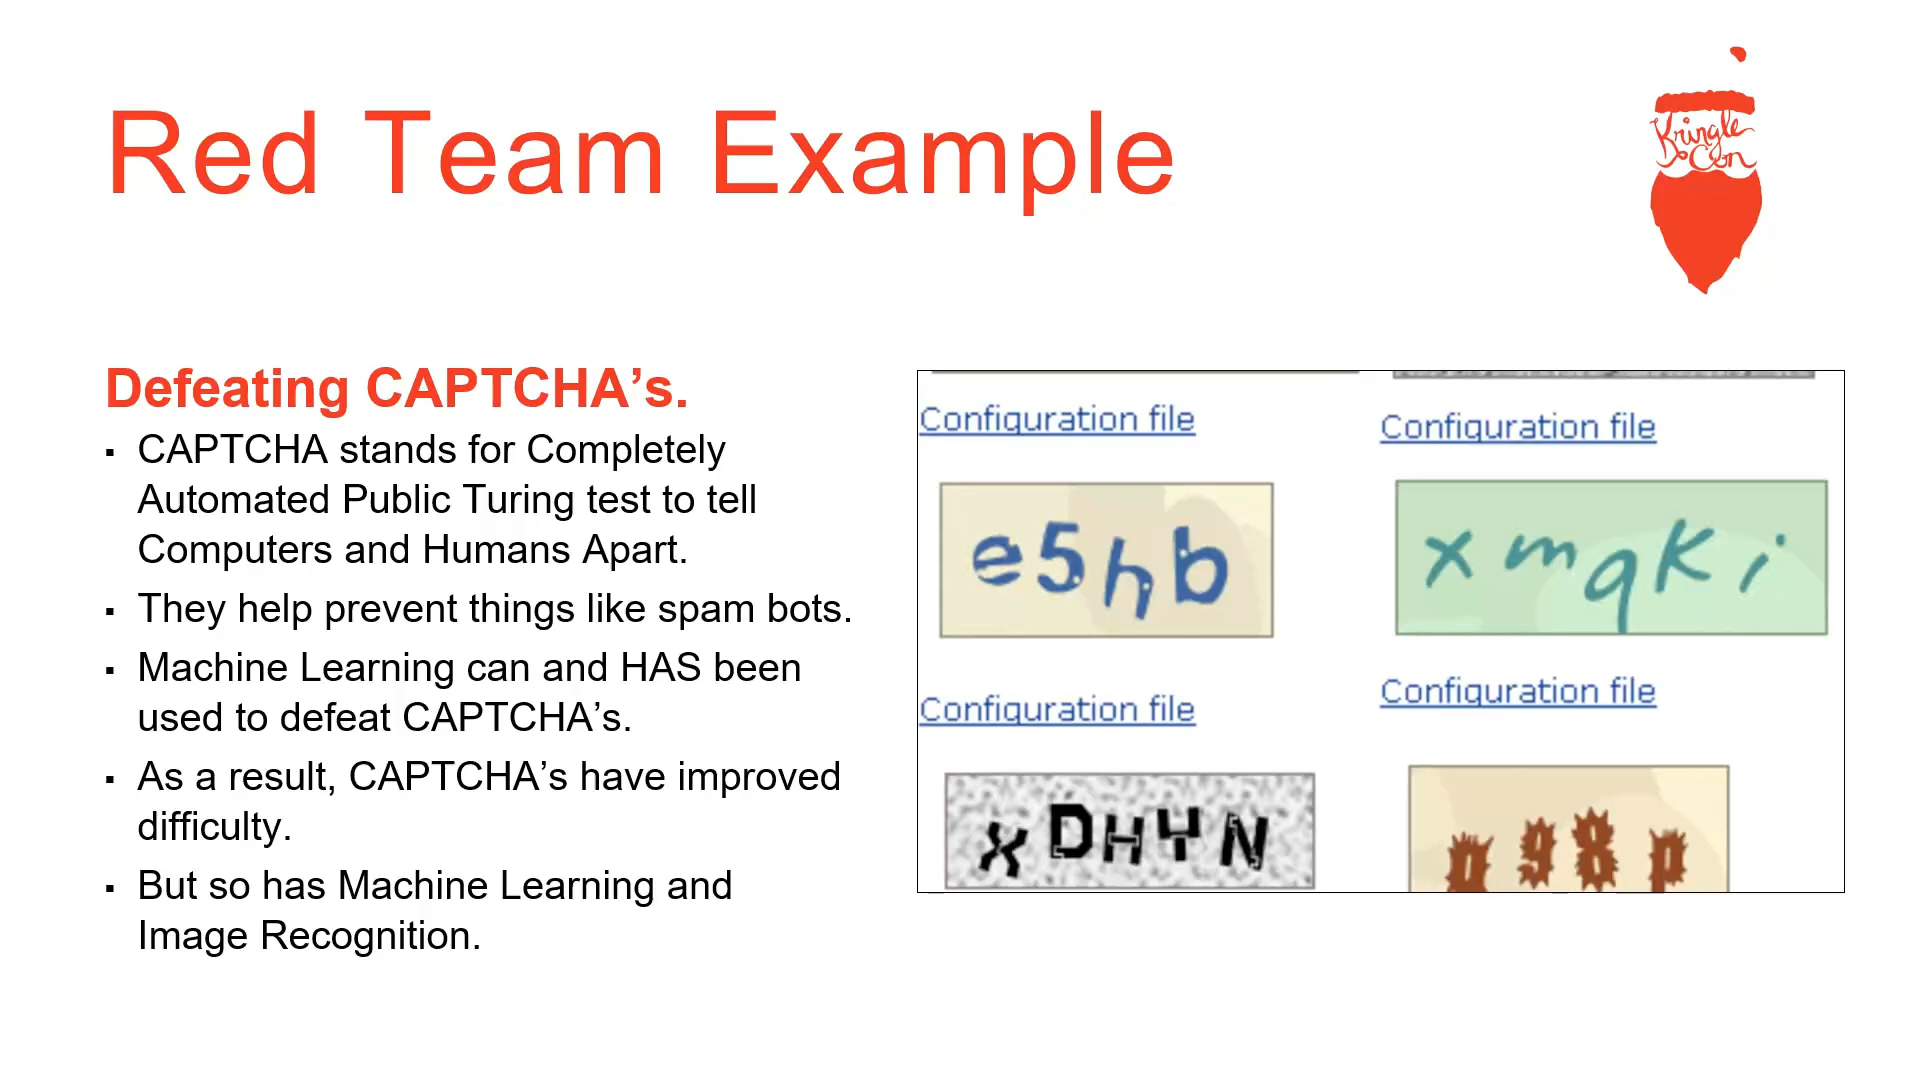 Red Team Example
Kringle
Con
Defeating CAPTCHA’s.
▪ CAPTCHA stands for Completely
Automated Public Turing test to tell
Computers and Humans Apart.
▪ They help prevent things like spam bots.
▪ Machine Learning can and HAS been
used to defeat CAPTCHA’s.
▪ As a result, CAPTCHA’s have improved
difficulty.
▪ But so has Machine Learning and
Image Recognition.
Configuration file
Configuration file
e5hb
xmqki
Configuration file
Configuration file
xDHYN